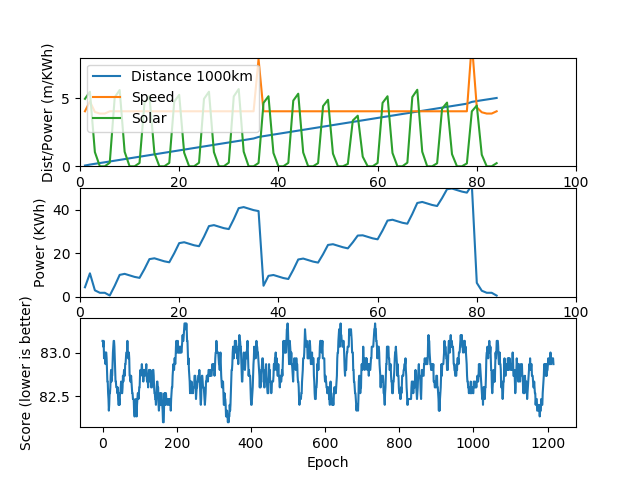 Dist/Power (m/KWh)
5
0
Distance 1000km
Speed
Solar
0 20 40 60 80 100
Power (KWh)
40
20
0
0 20 40 60 80 100
Score (lower is better)
83.0
82.5
0 200 400 600 800 1000 1200
Epoch